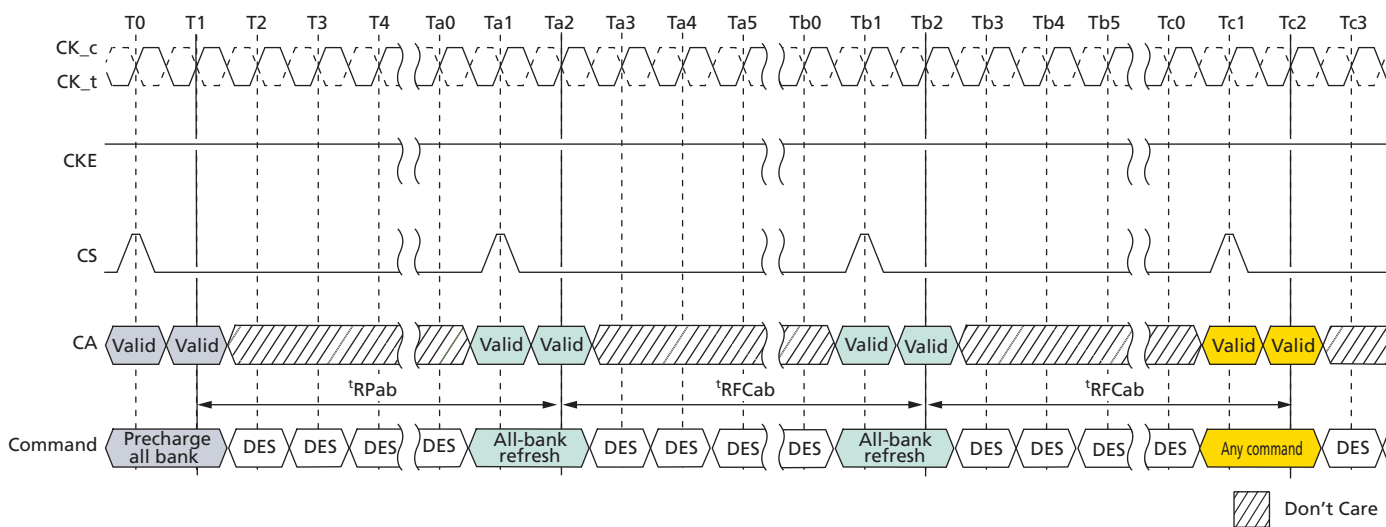 T0 T1 T2 T3 T4 Ta0 Ta1 Ta2 Ta3 Ta4 Ta5 Tb0 Tb1 Tb2 Tb3 Tb4 Tb5 Tc0 Tc1 Tc2 Tc3
CK_c
CK_t
CKE
CS
CA Valid Valid Valid Valid Valid Valid Valid Valid
tRPab tRFCab tRFCab
Command Precharge all bank DES DES DES DES All-bank refresh DES DES DES DES All-bank refresh DES DES DES DES Any command DES
Don't Care